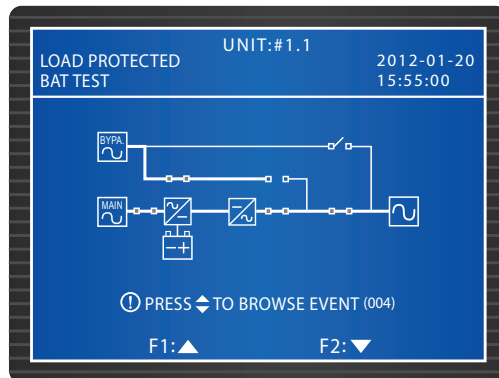 UNIT:#1.1
LOAD PROTECTED
2012-01-20
BAT TEST
15:55:00
BYPA.
MAIN
PRESS TO BROWSE EVENT (004)
F1:
F2: